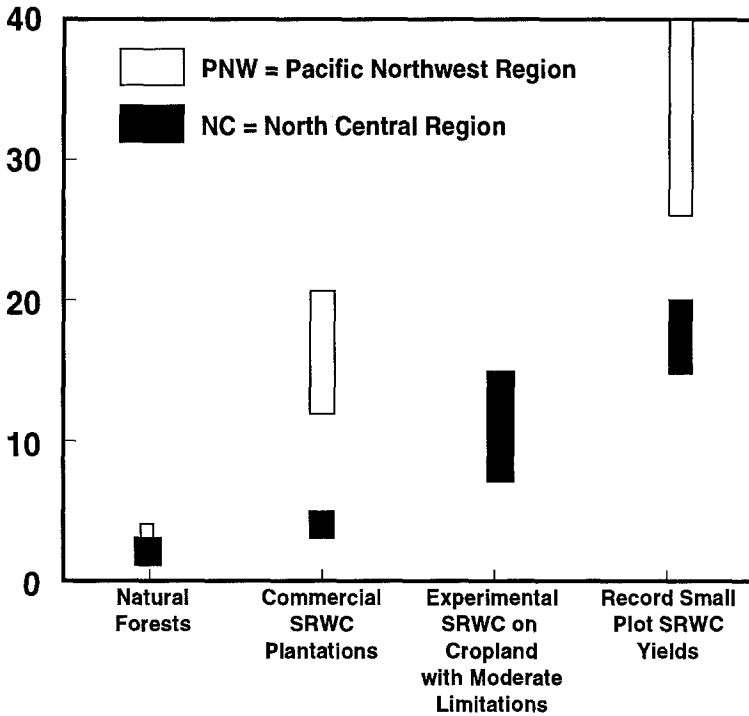 40
30
20
10
0
PNW = Pacific Northwest Region
NC = North Central Region
Natural
Forests
Commercial
SRWC
Plantations
Experimental
SRWC on
Cropland
with Moderate
Limitations
Record Small
Plot SRWC
Yields